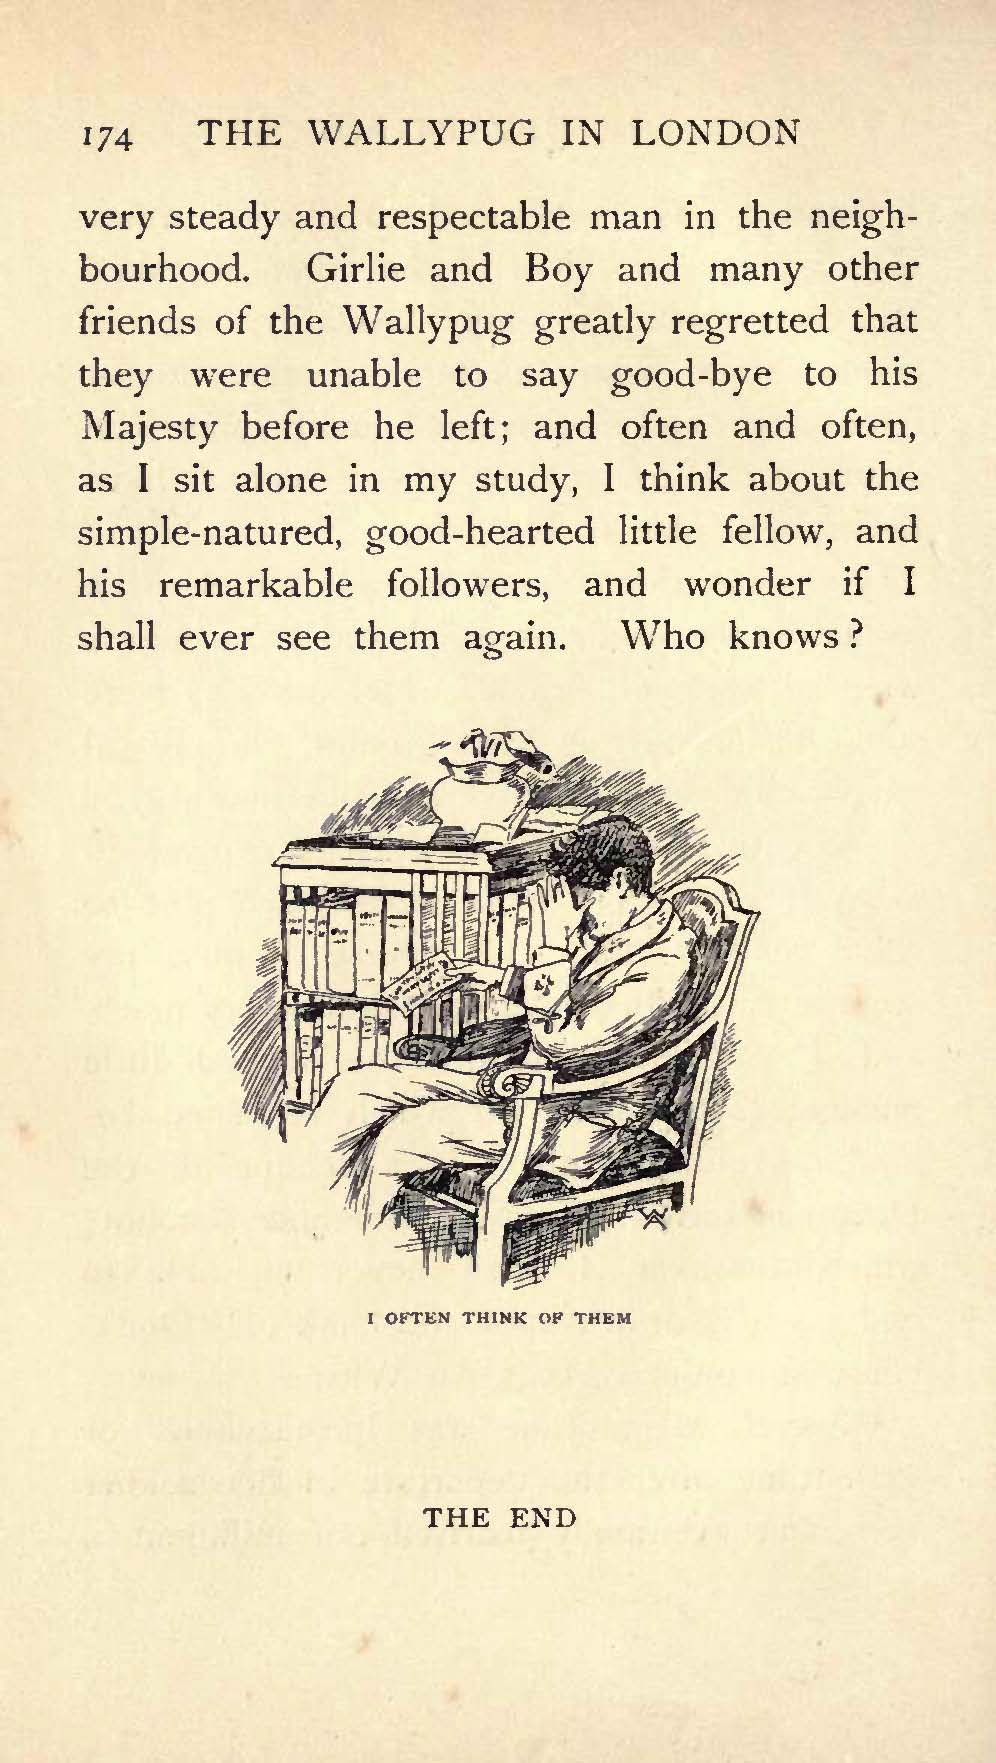 174 THE WALLYPUG IN LONDON
very steady and respectable man in the neigh-
bourhood. Girlie and Boy and many other
friends of the Wallypug greatly regretted that
they were unable to say good-bye to his
Majesty before he left; and often and often,
as I sit alone in my study, I think about the
simple-natured, good-hearted little fellow, and
his remarkable followers, and wonder if I
shall ever see them again. Who knows?
I OFTEN THINK OF THEM
THE END